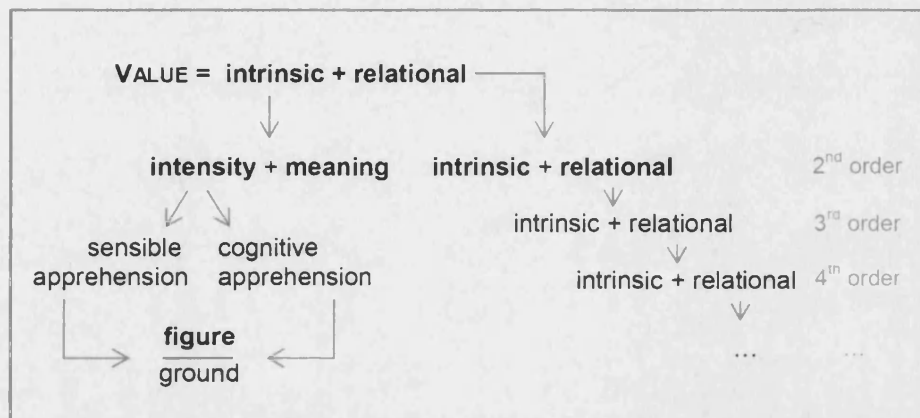 VALUE = intrinsic + relational
intensity + meaning intrinsic + relational 2nd order
intrinsic + relational 3rd order
sensible cognitive
apprehension apprehension
intrinsic + relational 4th order
figure
ground
... ...